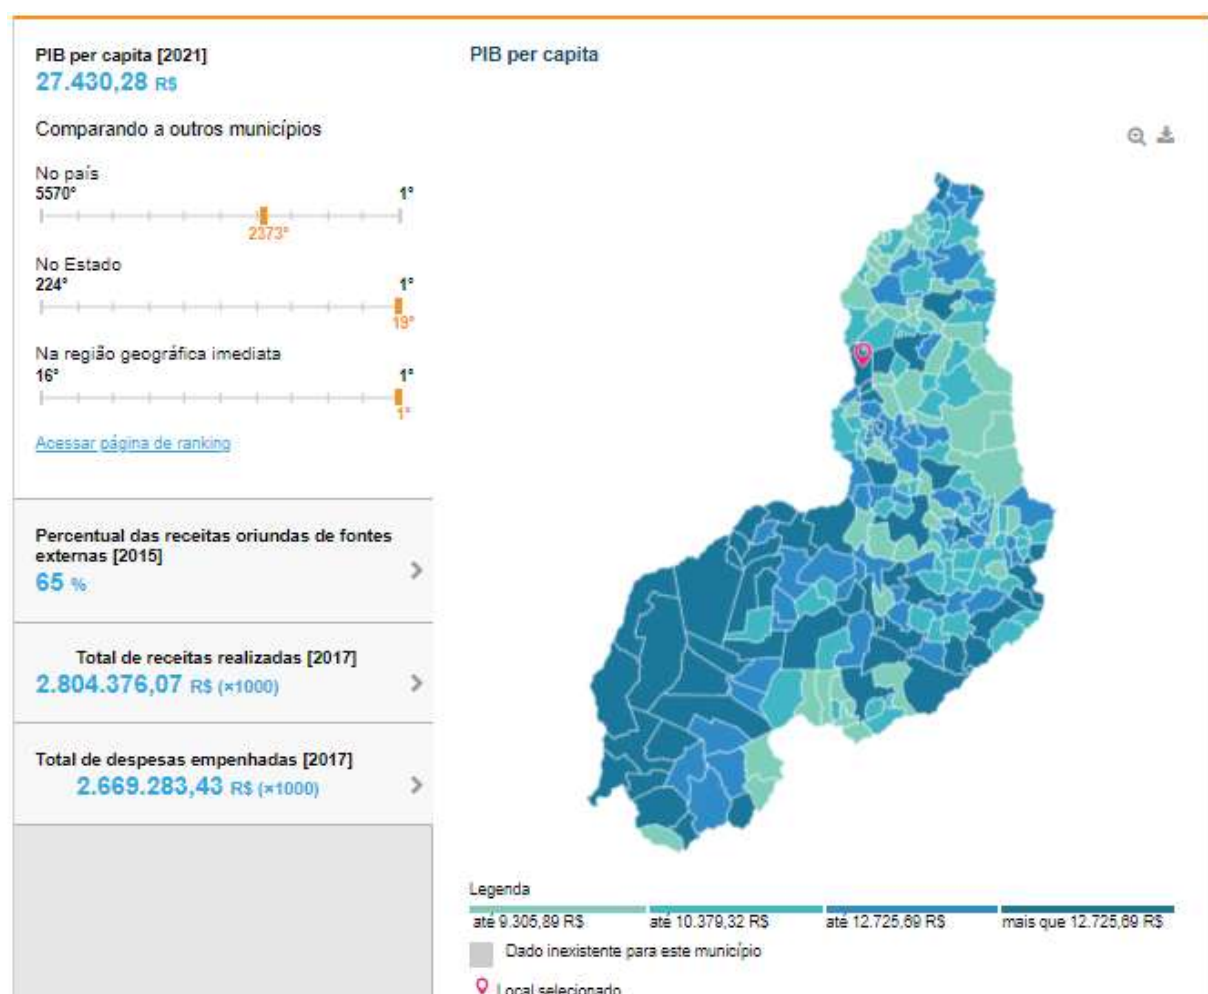 PIB per capita [2021]
27.430,28 R$
Comparando a outros municípios
No país
5570° 1°
2373°
No Estado
224° 1°
19°
Na região geográfica imediata
16° 1°
1°
Acessar página de ranking
Percentual das receitas oriundas de fontes
externas [2015]
65 %
Total de receitas realizadas [2017]
2.804.376,07 R$ (×1000)
Total de despesas empenhadas [2017]
2.669.283,43 R$ (×1000)
PIB per capita
Legenda
até 9.305,89 R$ até 10.379,32 R$ até 12.725,69 R$ mais que 12.725,69 R$
Dado inexistente para este município
Local selecionado